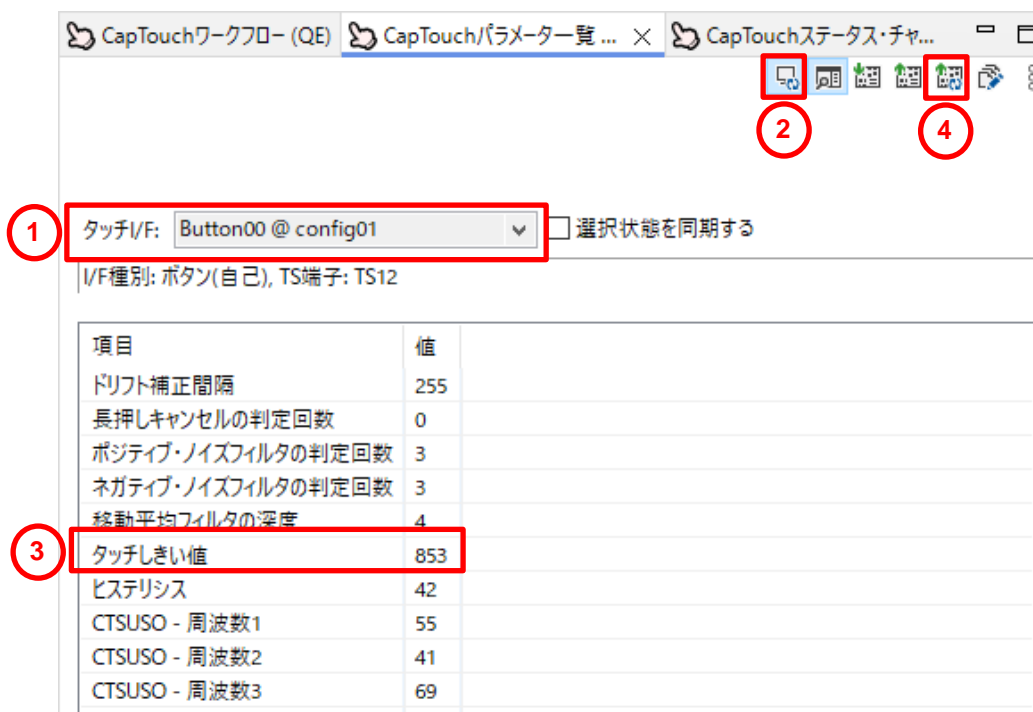 CapTouchワークフロー (QE) CapTouchパラメーター覧 ... CapTouchステータス・チャ...
2 4
1 タッチI/F: Button00 @ config01 選択状態を同期する
I/F種別: ボタン(自己), TS端子: TS12
項目 値
ドリフト補正間隔 255
長押しキャンセルの判定回数 0
ポジティブ・ノイズフィルタの判定回数 3
ネガティブ・ノイズフィルタの判定回数 3
移動平均フィルタの深度 4
3 タッチしきい値 853
ヒステリシス 42
CTSUSO - 周波数1 55
CTSUSO - 周波数2 41
CTSUSO - 周波数3 69